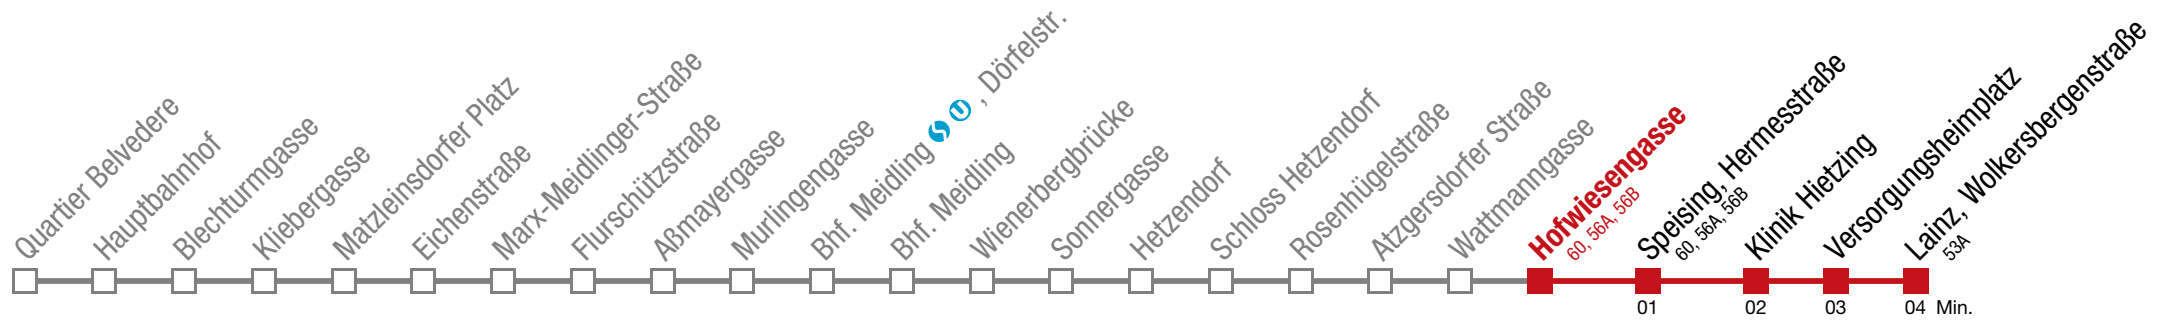 Quartier Belvedere
Hauptbahnhof
Blechturmgasse
Kliebergasse
Matzleinsdorfer Platz
Eichenstraße
Marx-Meidlinger-Straße
Flurschützstraße
Aßmayergasse
Murlingengasse
Bhf. Meidling S U , Dörfelstr.
Bhf. Meidling
Wienerbergbrücke
Sonnergasse
Hetzendorf
Schloss Hetzendorf
Rosenhügelstraße
Atzgersdorfer Straße
Wattmanngasse
Hofwiesengasse
60, 56A, 56B
Speising, Hermesstraße
60, 56A, 56B
Klinik Hietzing
Versorgungsheimplatz
Lainz, Wolkersbergenstraße
53A
01 02 03 04 Min.